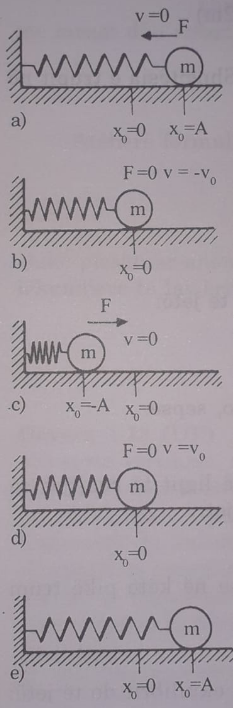 v=0 F
m
a) x₀=0 x₀=A
F=0 v = -v₀
m
b)
x₀=0
F
m v=0
c) x₀=-A x₀=0
F=0 v =v₀
m
d)
x₀=0
m
e) x₀=0 x₀=A